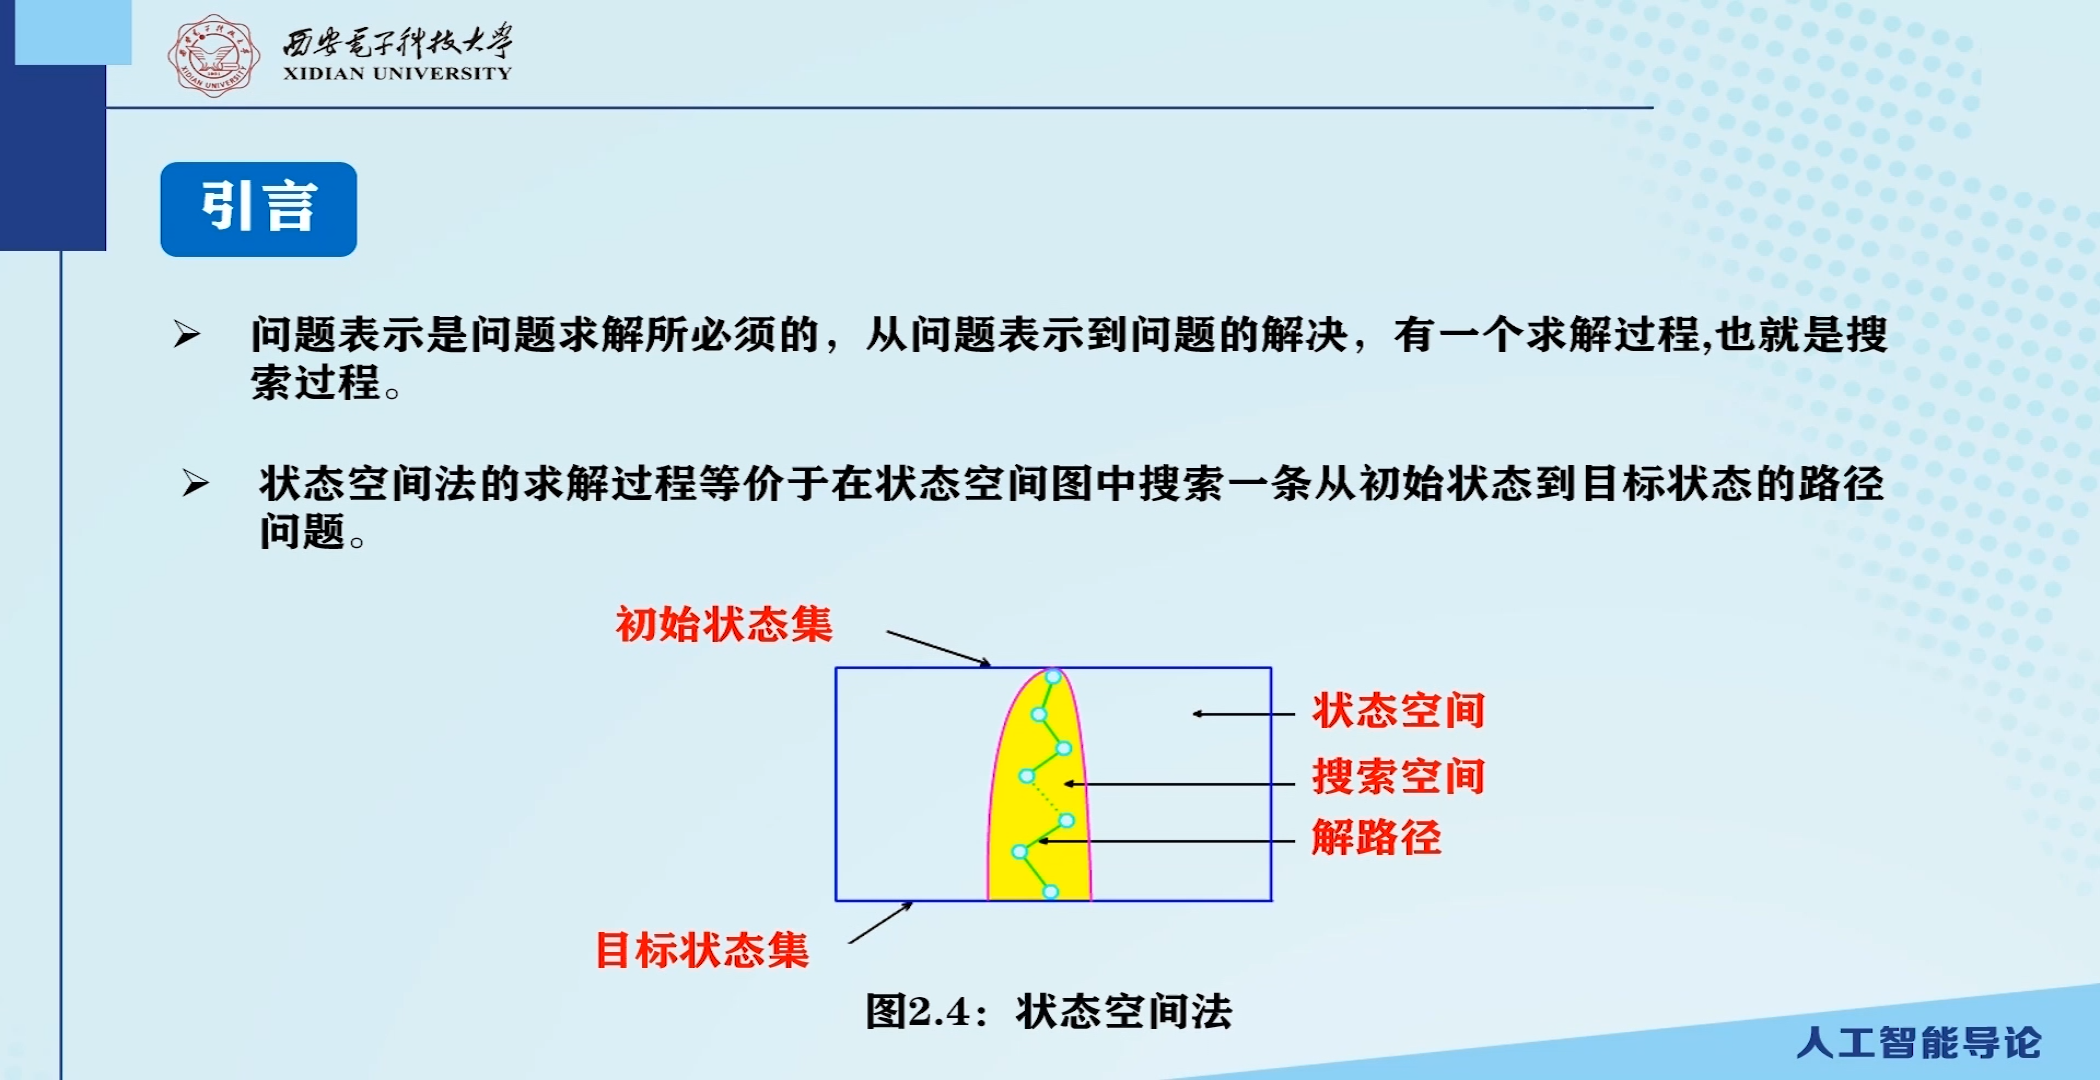 西安電子科技大学
XIDIAN UNIVERSITY
引言
问题表示是问题求解所必须的，从问题表示到问题的解决，有一个求解过程,也就是搜
索过程。
状态空间法的求解过程等价于在状态空间图中搜索一条从初始状态到目标状态的路径
问题。
初始状态集
状态空间
搜索空间
解路径
目标状态集
图2.4：状态空间法
人工智能导论